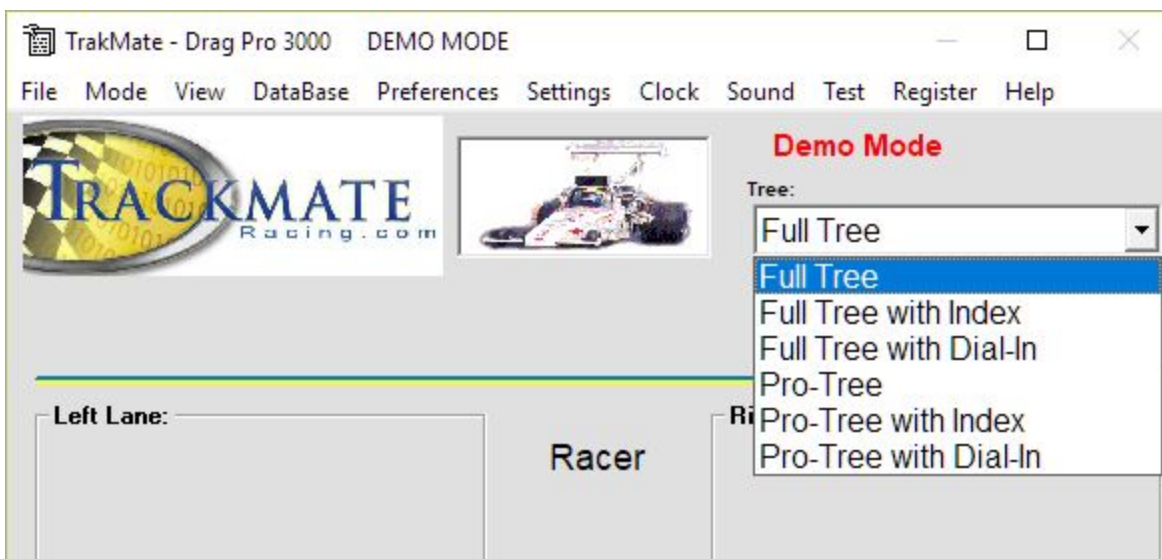 TrakMate - Drag Pro 3000 DEMO MODE
File Mode View DataBase Preferences Settings Clock Sound Test Register Help
TRACKMATE
Racing.com
Demo Mode
Tree:
Full Tree
Full Tree
Full Tree with Index
Full Tree with Dial-In
Pro-Tree
Pro-Tree with Index
Pro-Tree with Dial-In
Left Lane:
Racer